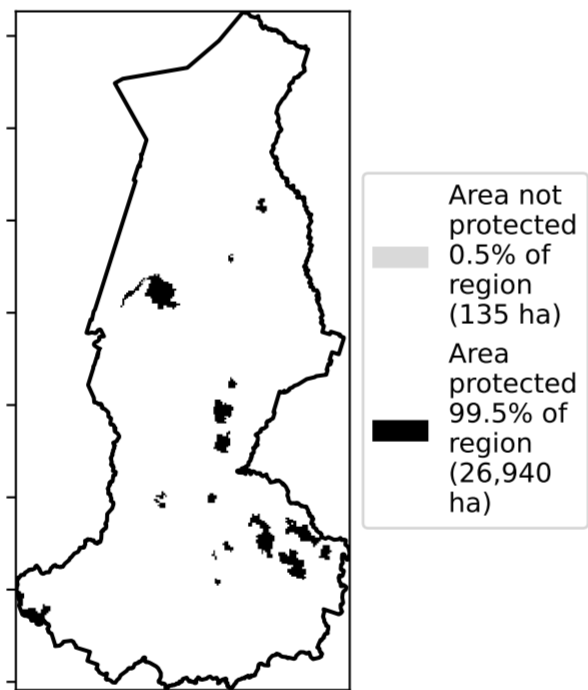 Area not
protected
0.5% of
region
(135 ha)
Area
protected
99.5% of
region
(26,940
ha)